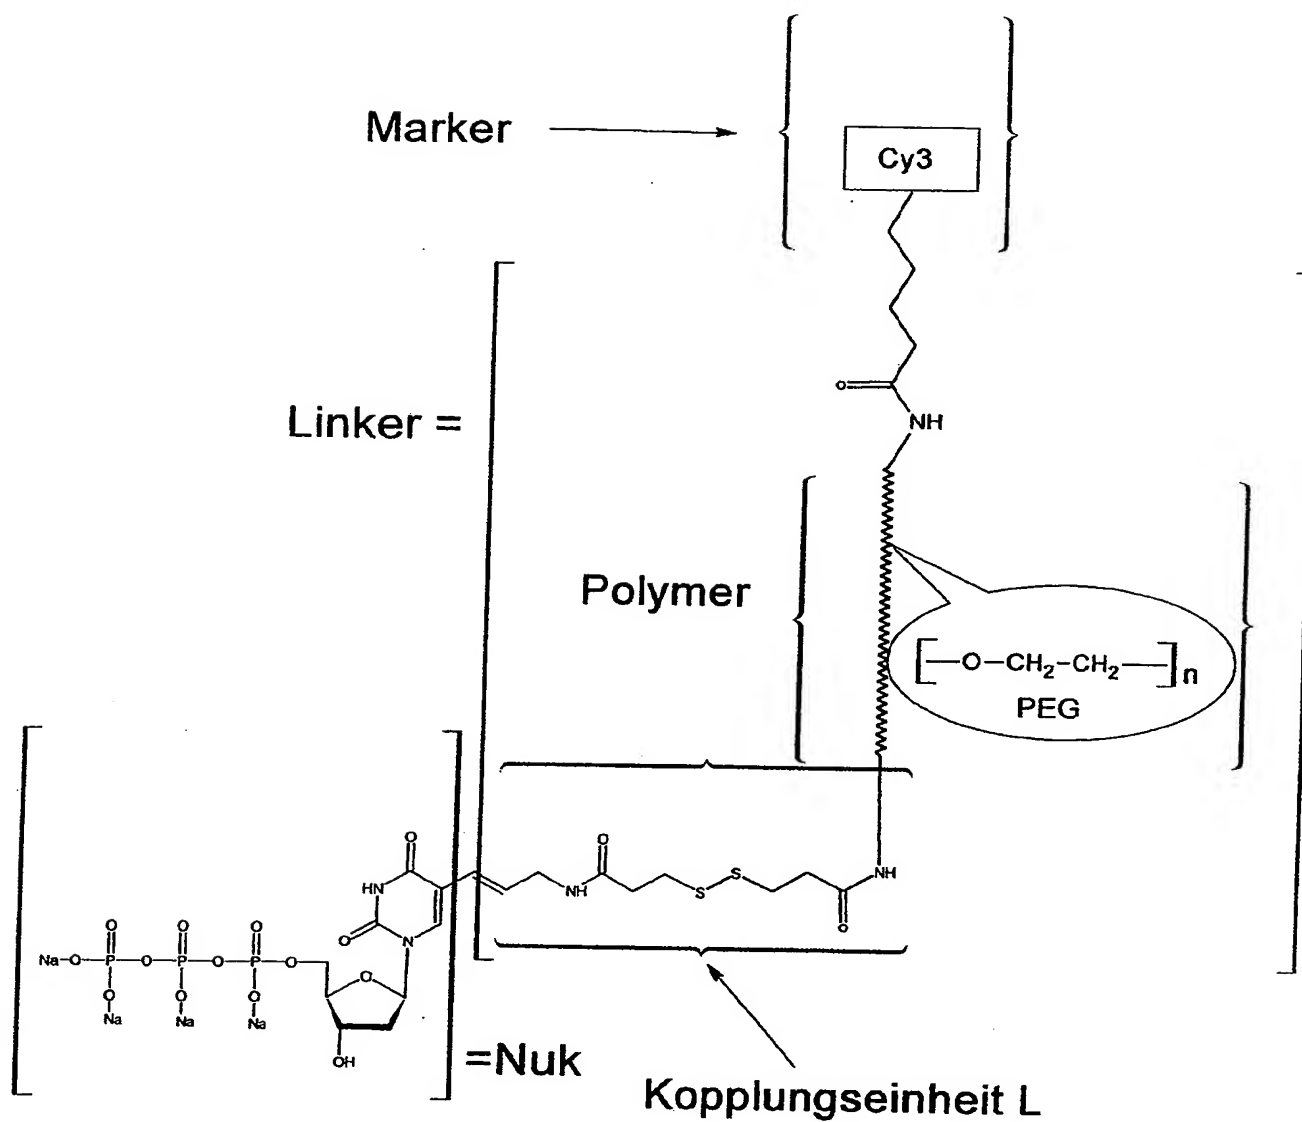 Marker
Cy3
O
NH
Linker =
Polymer
[—O—CH₂—CH₂—]n
PEG
O
O
HN
NH
S
S
NH
O
O
N
O
O
O
Na—O—P—O—P—O—P—O
O
O
O
O
Na
Na
Na
OH
=Nuk
Kopplungseinheit L